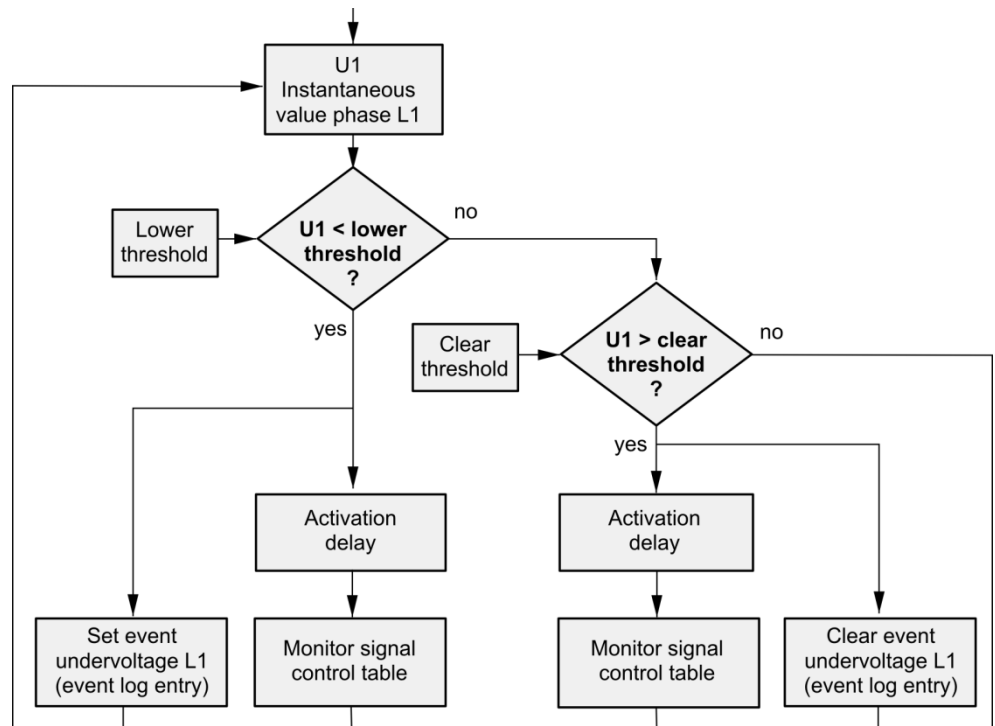 U1
Instantaneous
value phase L1
Lower
threshold
U1 < lower
threshold
?
no
yes
Clear
threshold
U1 > clear
threshold
?
no
yes
Activation
delay
Activation
delay
Set event
undervoltage L1
(event log entry)
Monitor signal
control table
Monitor signal
control table
Clear event
undervoltage L1
(event log entry)